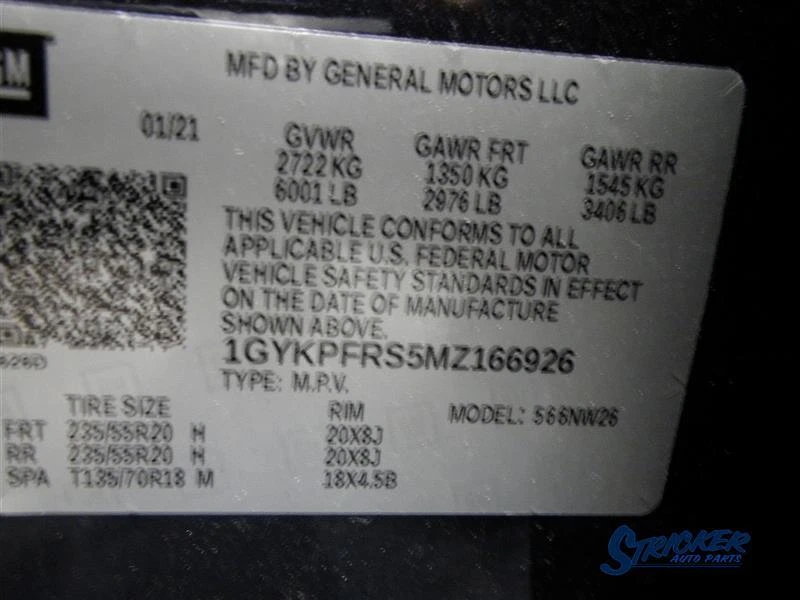 GM
MFD BY GENERAL MOTORS LLC
01/21 GVWR GAWR FRT GAWR RR
2722 KG 1350 KG 1545 KG
6001 LB 2976 LB 3406 LB
THIS VEHICLE CONFORMS TO ALL
APPLICABLE U.S. FEDERAL MOTOR
VEHICLE SAFETY STANDARDS IN EFFECT
ON THE DATE OF MANUFACTURE
SHOWN ABOVE.
1GYKPFRS5MZ166926
TYPE: M.P.V.
TIRE SIZE RIM MODEL: 566NW26
FRT 235/55R20 H 20X8J
RR 235/55R20 H 20X8J
SPA T135/70R18 M 18X4.5B
STRICKER
AUTO PARTS